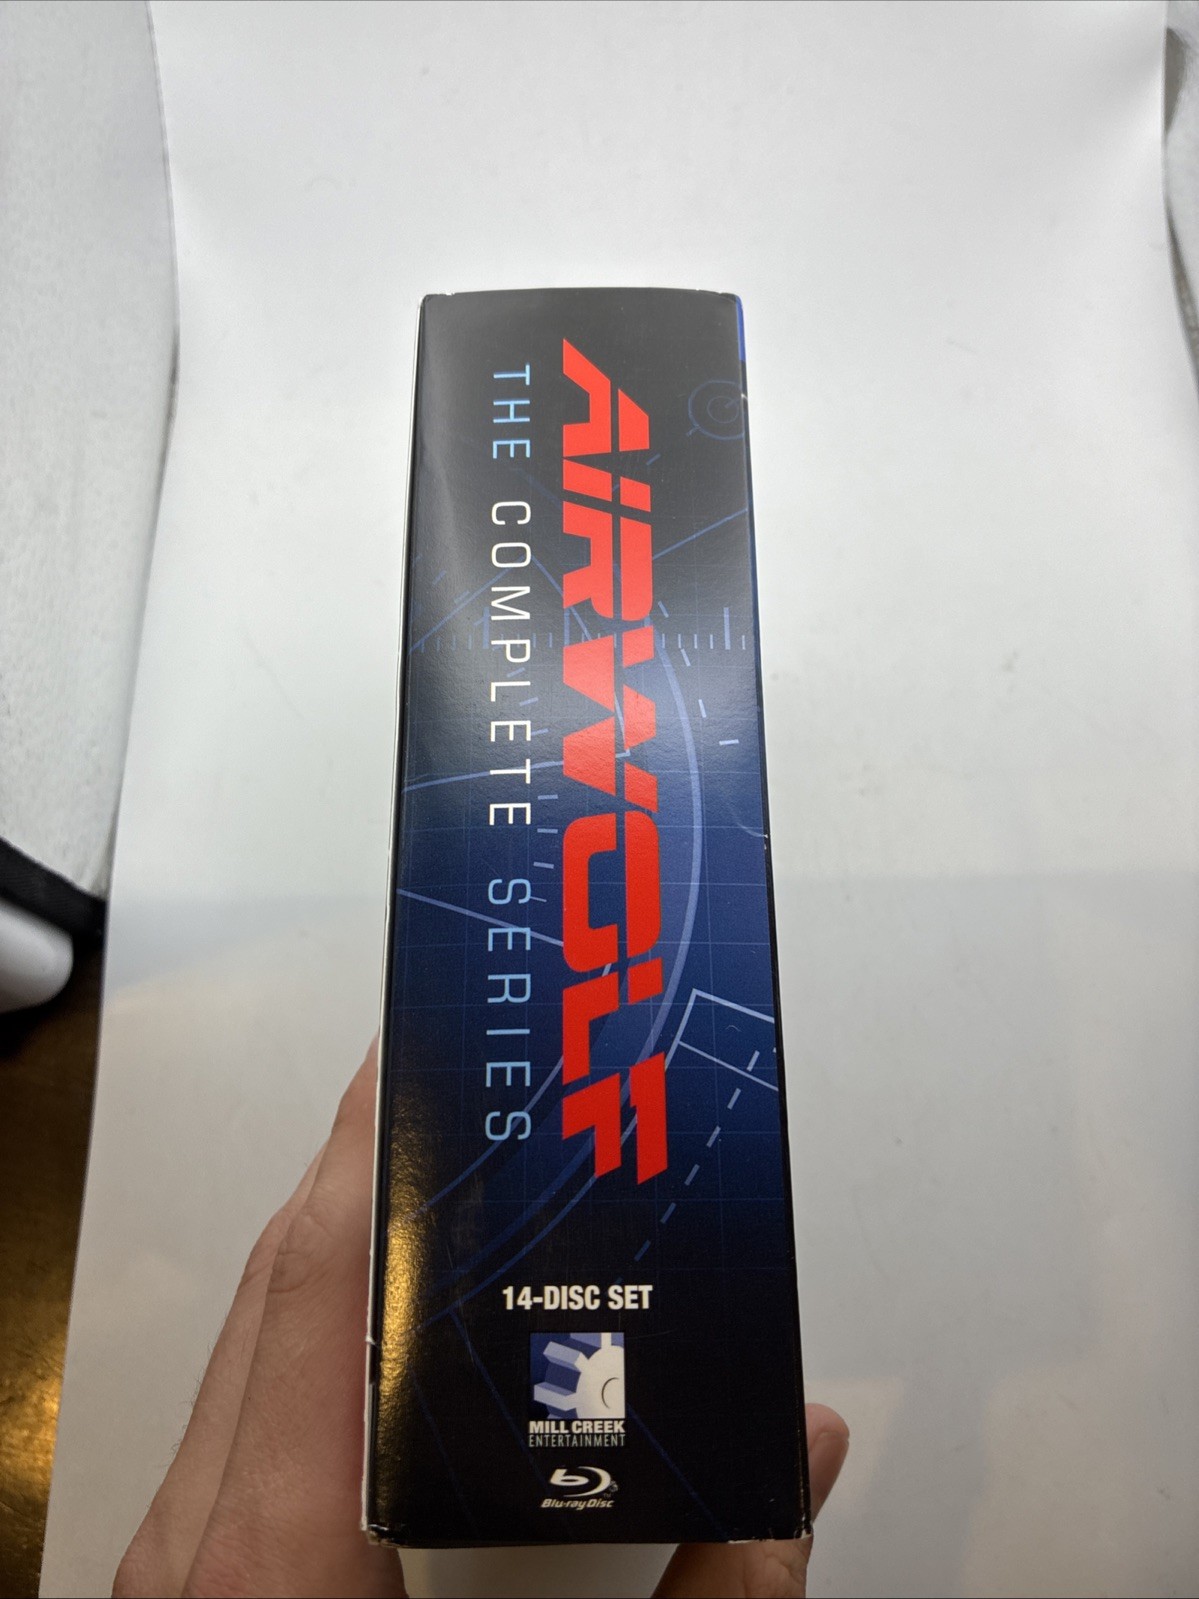 AIRWOLF
THE COMPLETE SERIES
14-DISC SET
MILL CREEK
ENTERTAINMENT
Blu-ray Disc